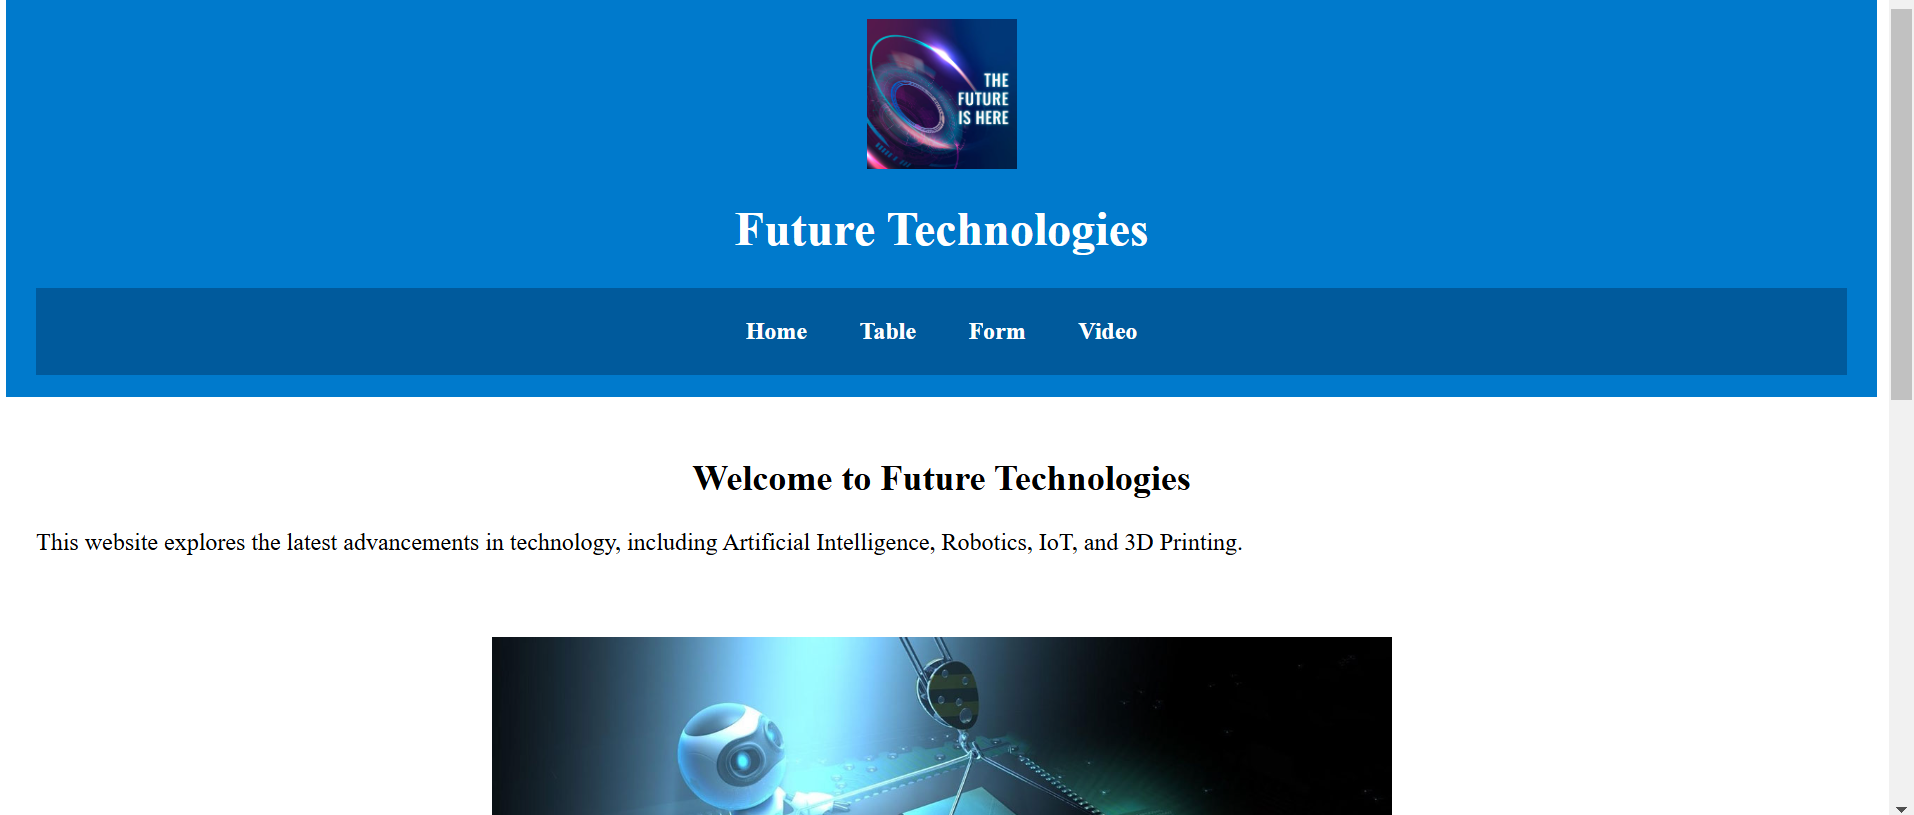 THE
FUTURE
IS HERE
Future Technologies
Home Table Form Video
Welcome to Future Technologies
This website explores the latest advancements in technology, including Artificial Intelligence, Robotics, IoT, and 3D Printing.